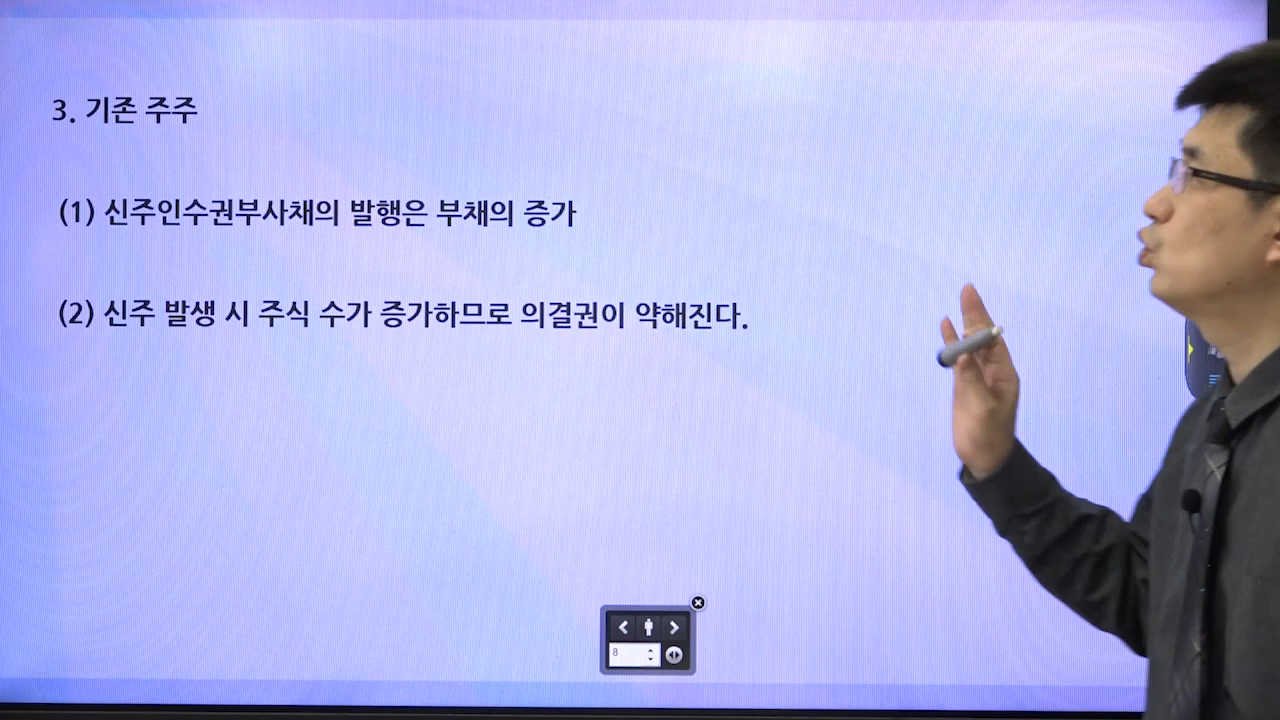 3. 기존 주주
(1) 신주인수권부사채의 발행은 부채의 증가
(2) 신주 발생 시 주식 수가 증가하므로 의결권이 약해진다.
8